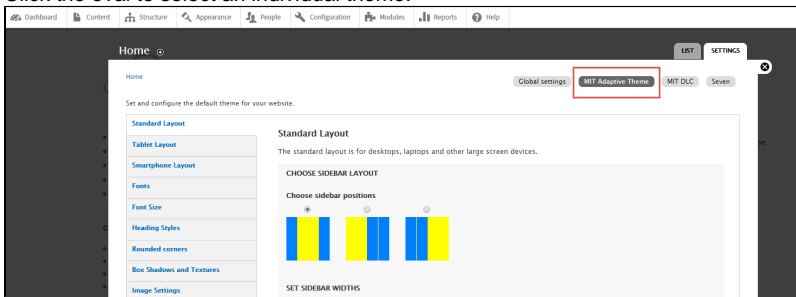 Click the oval to select an individual theme.
Dashboard Content Structure Appearance People Configuration Modules Reports Help
Home
LIST SETTINGS
Home
Global settings MIT Adaptive Theme MIT DLC Seven
Set and configure the default theme for your website.
Standard Layout
Tablet Layout
Smartphone Layout
Fonts
Font Size
Heading Styles
Rounded corners
Box Shadows and Textures
Image Settings
Standard Layout
The standard layout is for desktops, laptops and other large screen devices.
CHOOSE SIDEBAR LAYOUT
Choose sidebar positions
SET SIDEBAR WIDTHS